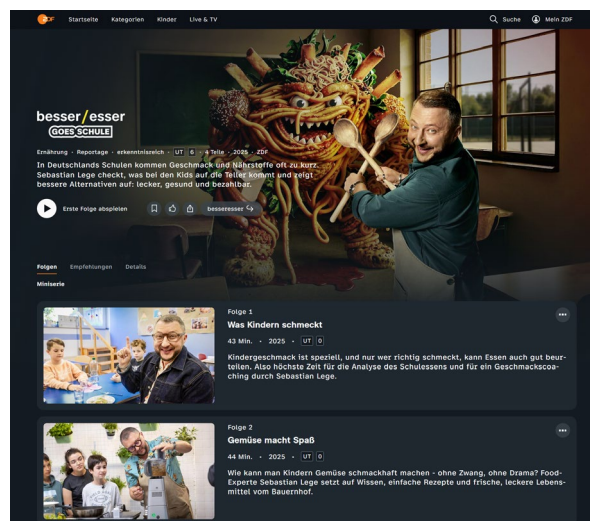 ZDF Startseite Kategorien Kinder Live & TV Suche Mein ZDF
besser/esser
GOES SCHULE
Ernährung • Reportage • erkenntnisreich • UT 6 • 4 Teile • 2025 • ZDF
In Deutschlands Schulen kommen Geschmack und Nährstoffe oft zu kurz.
Sebastian Lege checkt, was bei den Kids auf die Teller kommt und zeigt
bessere Alternativen auf: lecker, gesund und bezahlbar.
Erste Folge abspielen besseresser
Folgen Empfehlungen Details
Miniserie
Folge 1
Was Kindern schmeckt
43 Min. • 2025 • UT 0
Kindergeschmack ist speziell, und nur wer richtig schmeckt, kann Essen auch gut beur-
teilen. Also höchste Zeit für die Analyse des Schulessens und für ein Geschmackscoa-
ching durch Sebastian Lege.
Folge 2
Gemüse macht Spaß
44 Min. • 2025 • UT 0
Wie kann man Kindern Gemüse schmackhaft machen - ohne Zwang, ohne Drama? Food-
Experte Sebastian Lege setzt auf Wissen, einfache Rezepte und frische, leckere Lebens-
mittel vom Bauernhof.